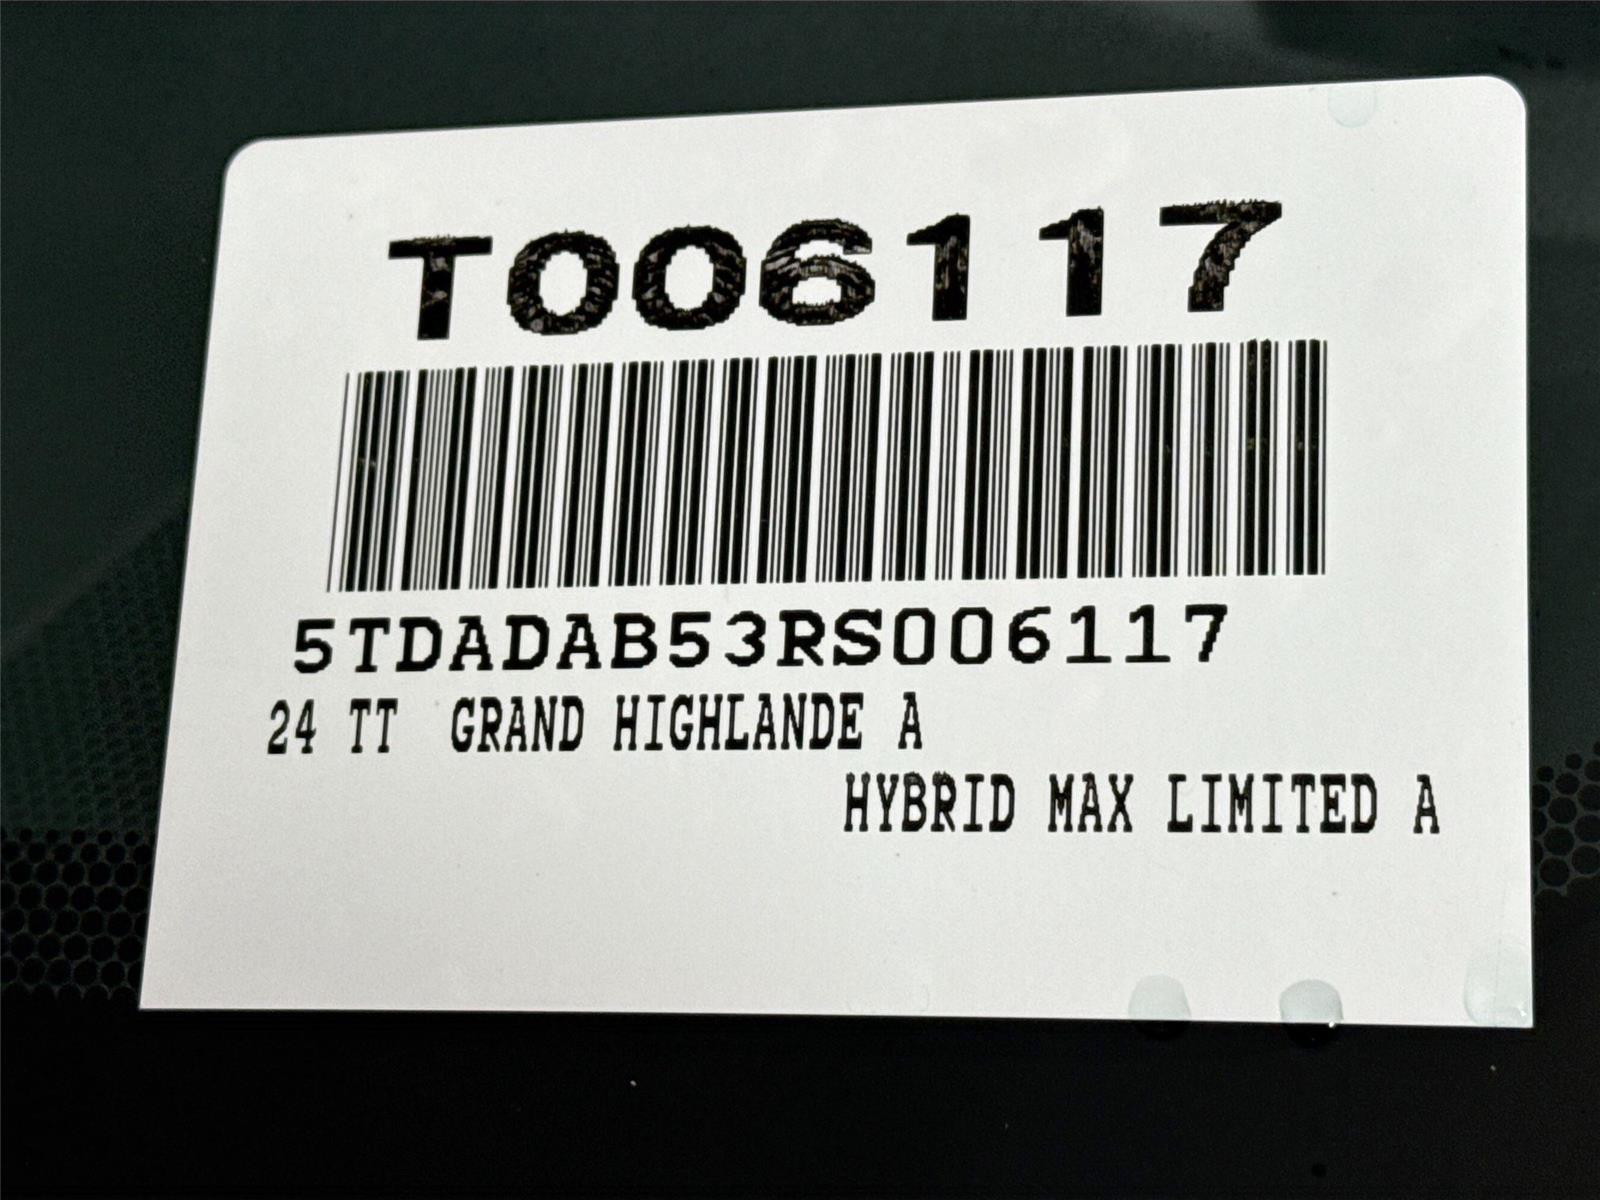 T006117
5TDADAB53RS006117
24 TT GRAND HIGHLANDE A
HYBRID MAX LIMITED A